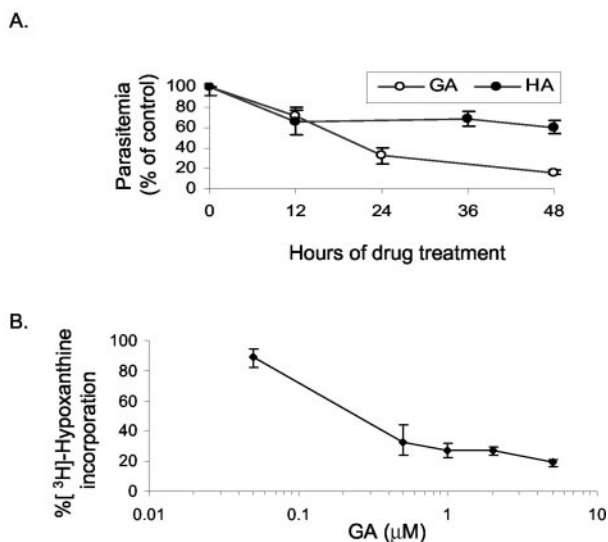 A.
GA HA
Parasitemia
(% of control)
100
80
60
40
20
0
0 12 24 36 48
Hours of drug treatment
B.
%[ ³H]-Hypoxanthine
incorporation
100
80
60
40
20
0
0.01 0.1 1 10
GA (μM)